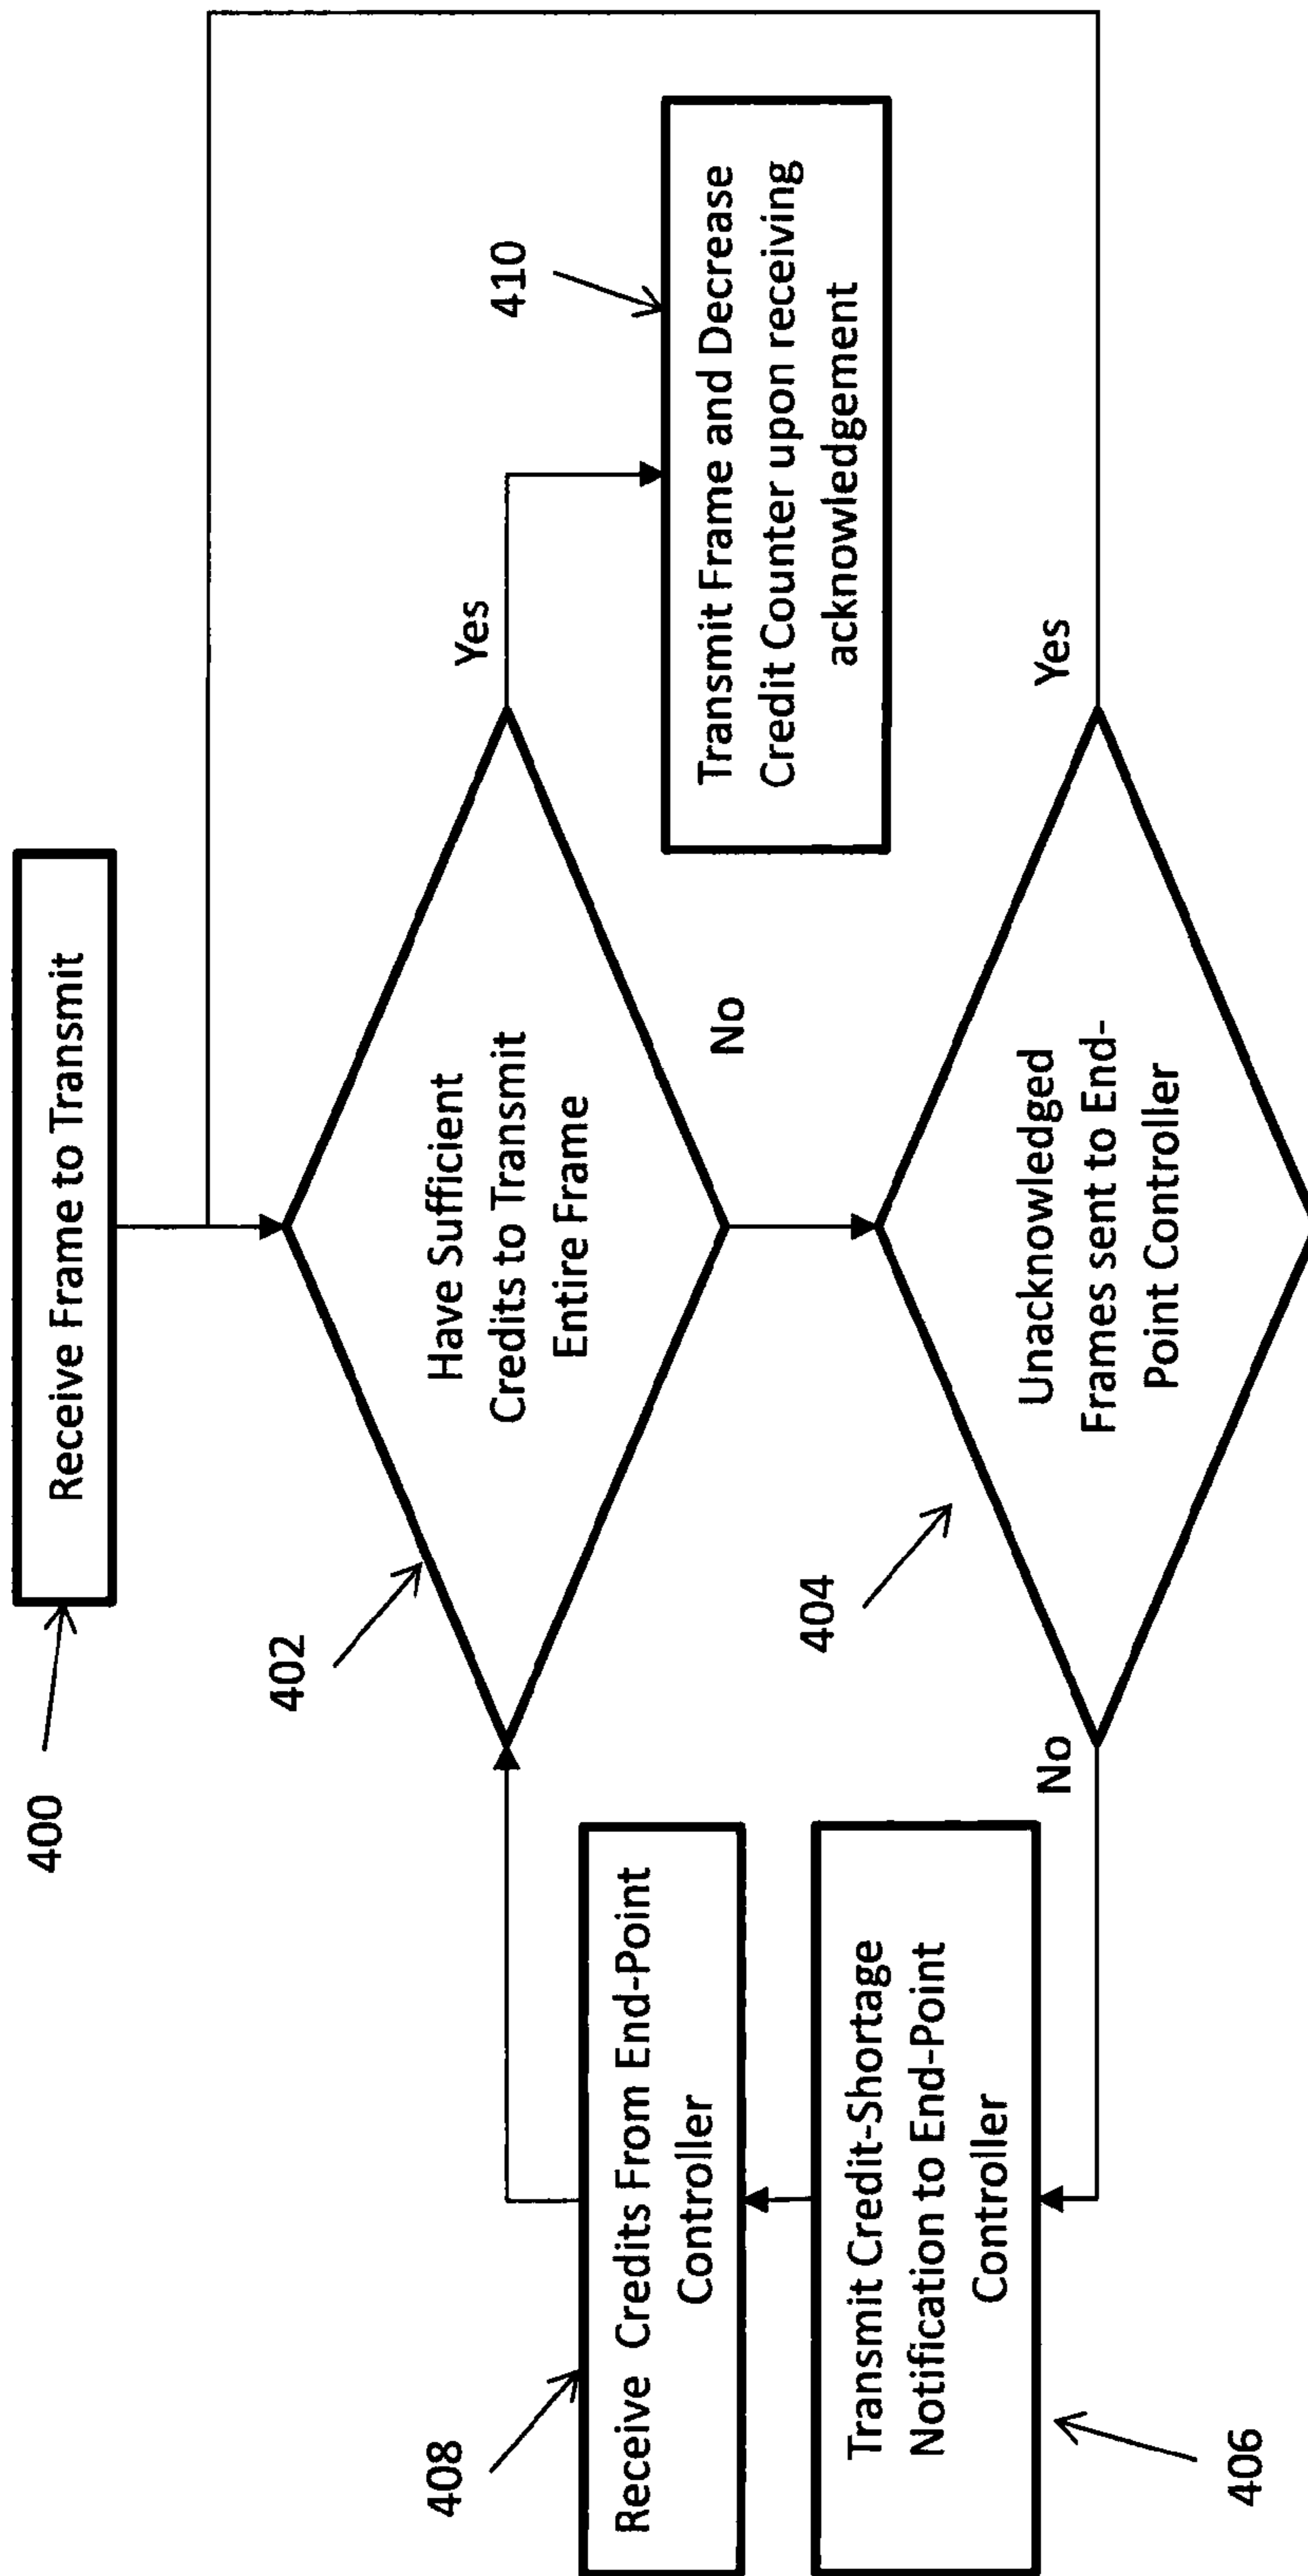 400
Receive Frame to Transmit
402
Have Sufficient
Credits to Transmit
Entire Frame
Yes
410
Transmit Frame and Decrease
Credit Counter upon receiving
acknowledgement
No
408
Receive Credits From End-Point
Controller
404
Unacknowledged
Frames sent to End-
Point Controller
Yes
No
Transmit Credit-Shortage
Notification to End-Point
Controller
406